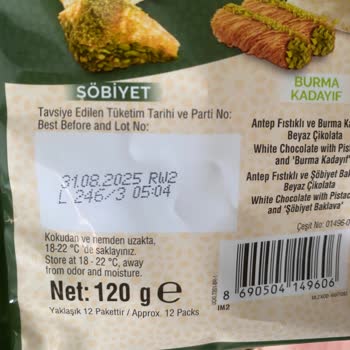 ŞÖBİYET
BURMA
KADAYIF
Tavsiye Edilen Tüketim Tarihi ve Parti No:
Best Before and Lot No:
31.08.2025 RW2
L 246/3 05:04
Antep Fıstıklı ve Burma Ka
Beyaz Çikolata
White Chocolate with Pist
and 'Burma Kadayıf'
Antep Fıstıklı ve Şöbiyet Ba
Beyaz Çikolata
White Chocolate with Pistac
and 'Şöbiyet Baklava'
Çeşit No: 01496-0
Kokudan ve nemden uzakta,
18-22 °C 'de saklayınız.
Store at 18 - 22 °C, away
from odor and moisture.
Net: 120 g e
Yaklaşık 12 Pakettir / Approx. 12 Packs
8 690504 149606
IM2